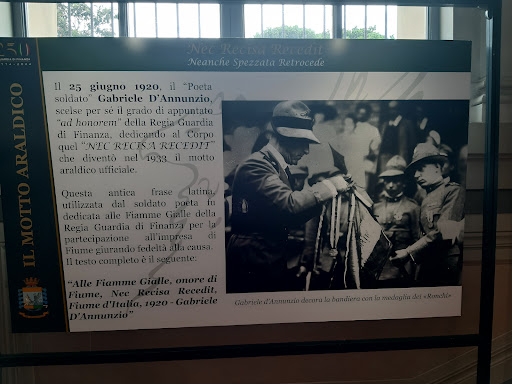 250
1774 - 2024
Nec Recisa Recedit
Neanche Spezzata Retrocede
IL MOTTO ARALDICO
Il 25 giugno 1920, il "Poeta
soldato" Gabriele D'Annunzio,
scelse per sé il grado di appuntato
"ad honorem" della Regia Guardia
di Finanza, dedicando al Corpo
quel "NEC RECISA RECEDIT"
che diventò nel 1933 il motto
araldico ufficiale.
Questa antica frase latina
utilizzata dal soldato poeta fu
dedicata alle Fiamme Gialle della
Regia Guardia di Finanza per la
partecipazione all'impresa di
Fiume giurando fedeltà alla causa.
Il testo completo è il seguente:
"Alle Fiamme Gialle, onore di
Fiume, Nec Recisa Recedit,
Fiume d'Italia, 1920 - Gabriele
D'Annunzio"
Gabriele d'Annunzio decora la bandiera con la medaglia dei «Ronchi»